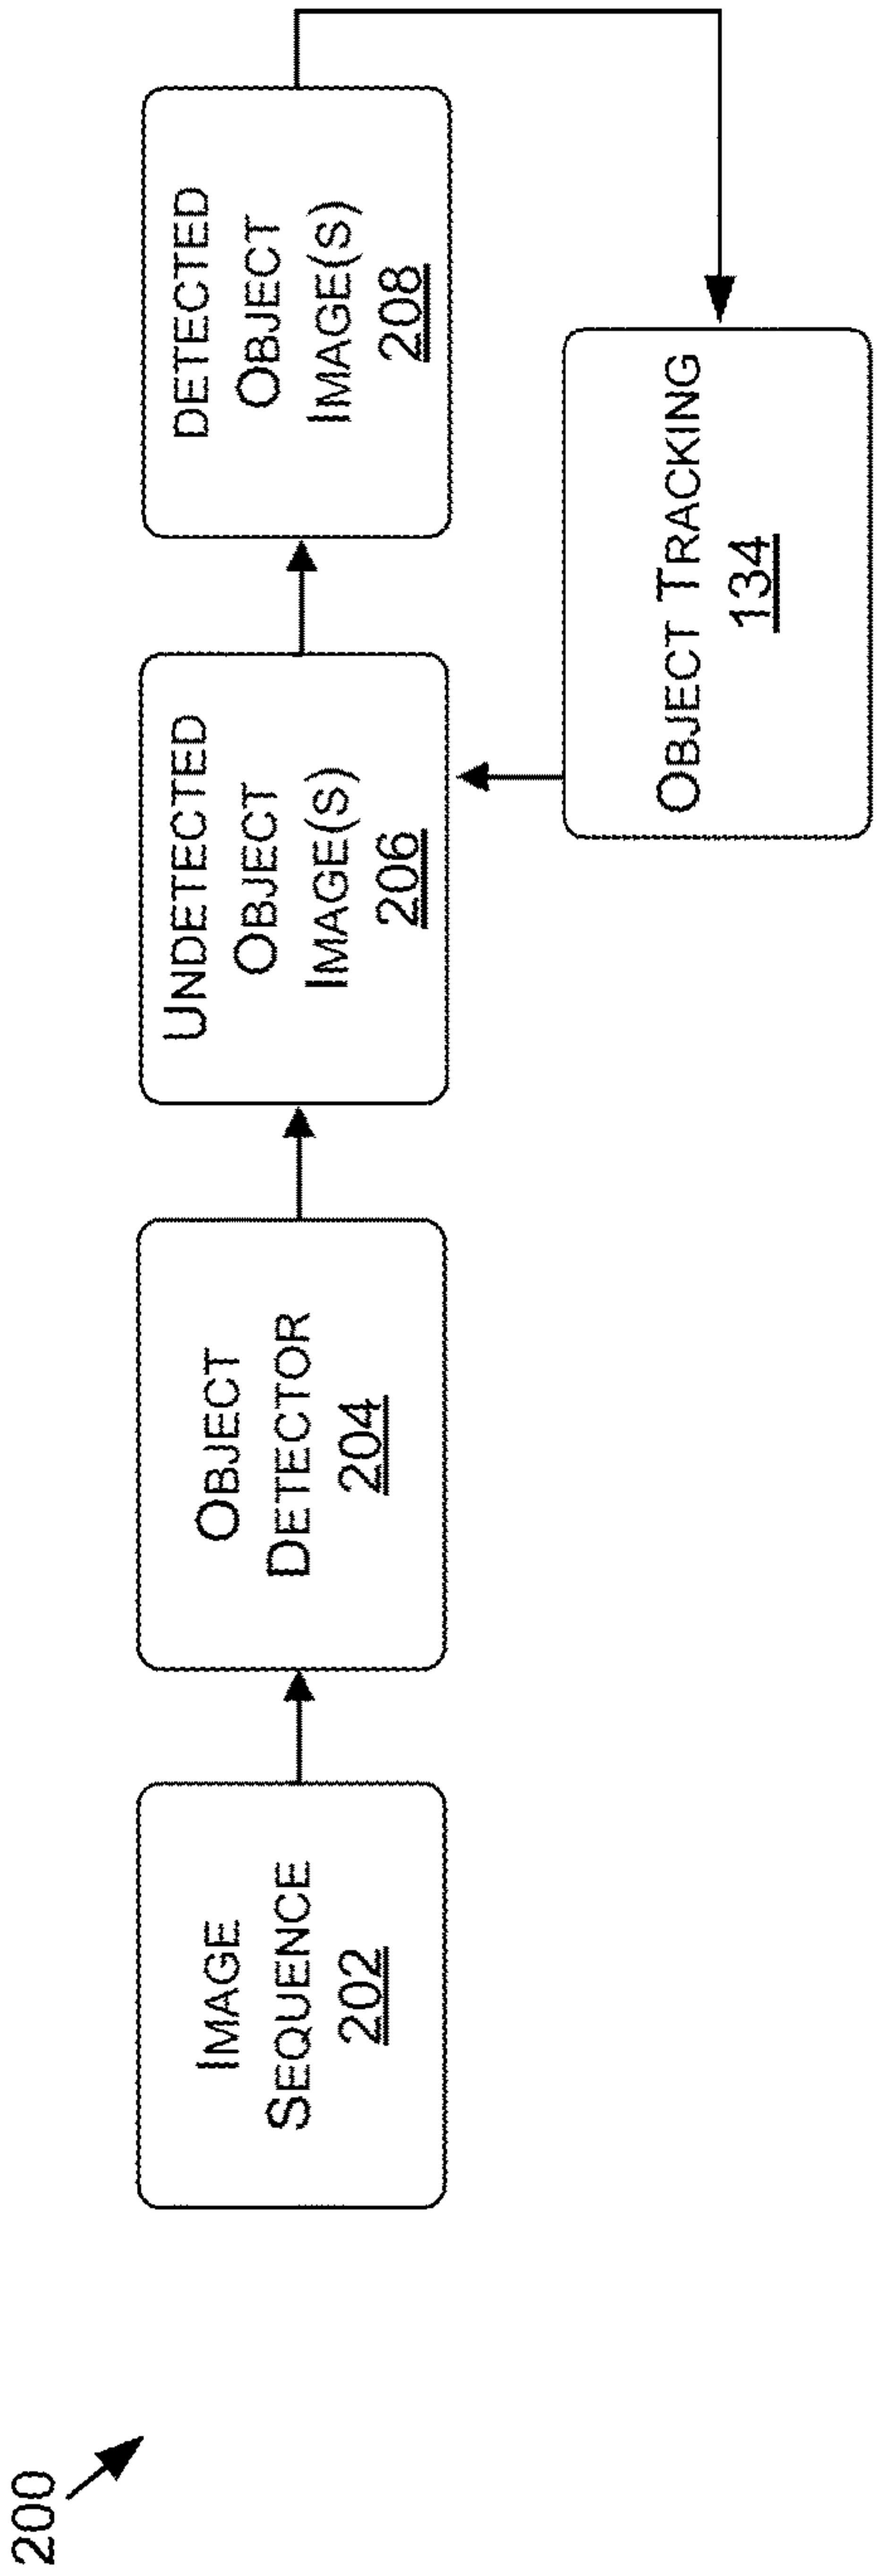 200
IMAGE
SEQUENCE
202
OBJECT
DETECTOR
204
UNDETECTED
OBJECT
IMAGE(S)
206
DETECTED
OBJECT
IMAGE(S)
208
OBJECT TRACKING
134